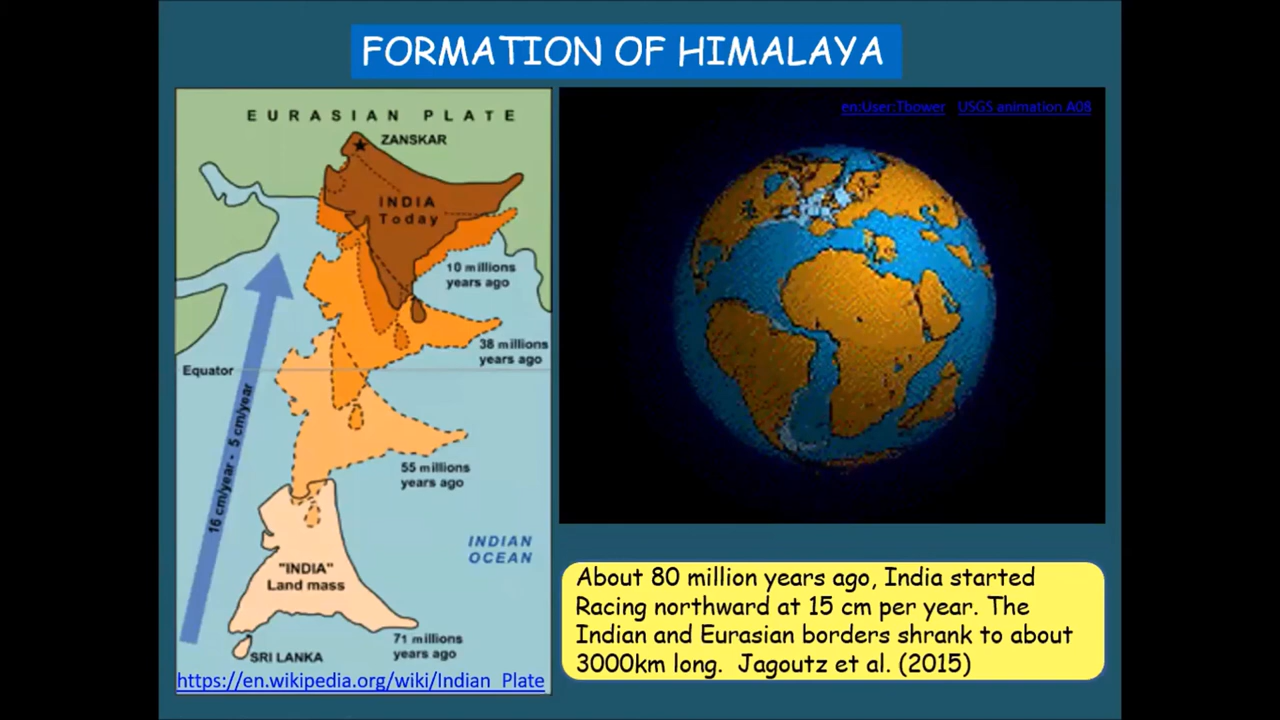 FORMATION OF HIMALAYA
EURASIAN PLATE
ZANSKAR
INDIA
Today
10 millions
years ago
38 millions
years ago
Equator
16 cm/year - 5 cm/year
55 millions
years ago
INDIAN
OCEAN
"INDIA"
Land mass
71 millions
years ago
SRI LANKA
https://en.wikipedia.org/wiki/Indian_Plate
en:User:Tbower USGS animation A08
About 80 million years ago, India started
Racing northward at 15 cm per year. The
Indian and Eurasian borders shrank to about
3000km long. Jagoutz et al. (2015)